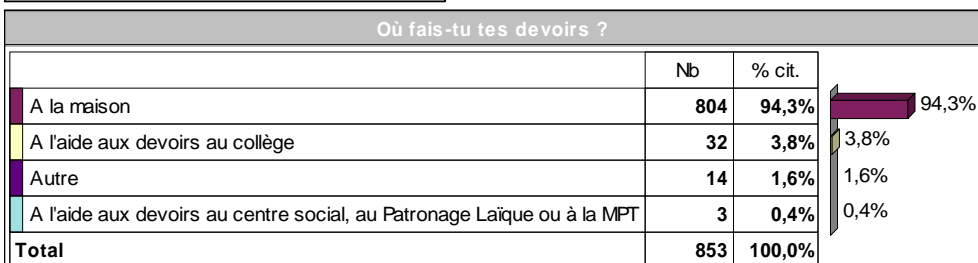 Où fais-tu tes devoirs ?
Nb % cit.
A la maison 804 94,3% 94,3%
A l'aide aux devoirs au collège 32 3,8% 3,8%
Autre 14 1,6% 1,6%
A l'aide aux devoirs au centre social, au Patronage Laïque ou à la MPT 3 0,4% 0,4%
Total 853 100,0%